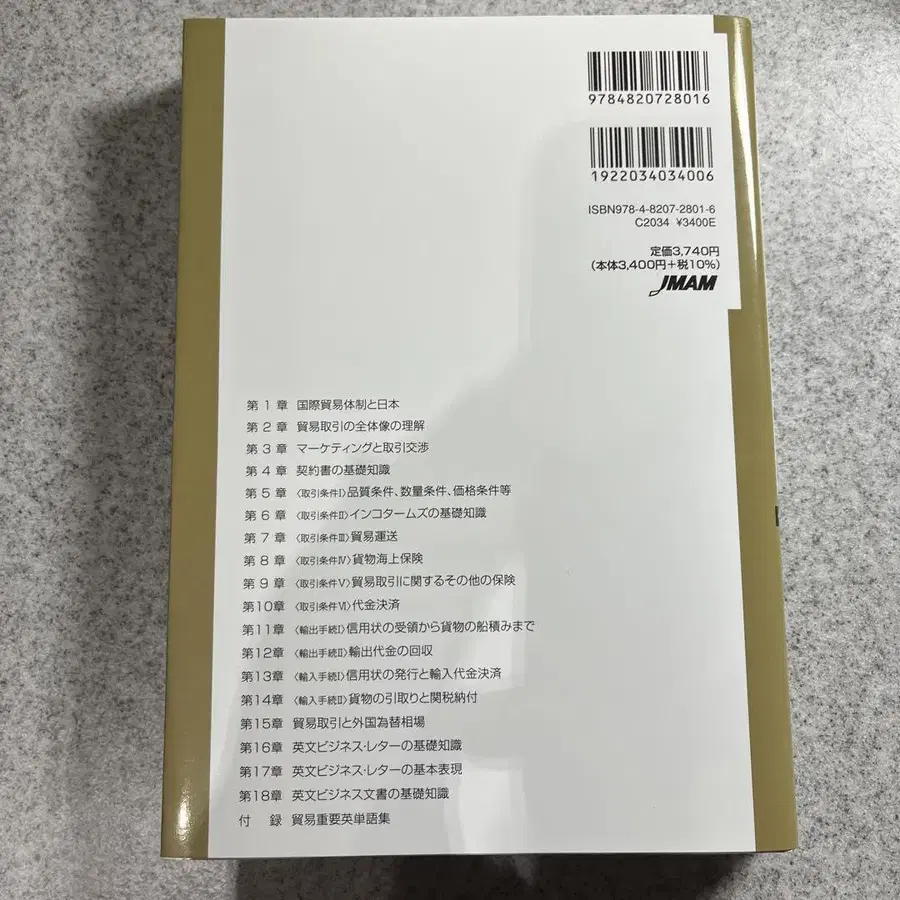 9784820728016
1922034034006
ISBN978-4-8207-2801-6
C2034 ¥3400E
定価3,740円
(本体3,400円+税10%)
JMAM
第1章 国際貿易体制と日本
第2章 貿易取引の全体像の理解
第3章 マーケティングと取引交渉
第4章 契約書の基礎知識
第5章 〈取引条件Ⅰ〉品質条件、数量条件、価格条件等
第6章 〈取引条件Ⅱ〉インコタームズの基礎知識
第7章 〈取引条件Ⅲ〉貿易運送
第8章 〈取引条件Ⅳ〉貨物海上保険
第9章 〈取引条件Ⅴ〉貿易取引に関するその他の保険
第10章 〈取引条件Ⅵ〉代金決済
第11章 〈輸出手続Ⅰ〉信用状の受領から貨物の船積みまで
第12章 〈輸出手続Ⅱ〉輸出代金の回収
第13章 〈輸入手続Ⅰ〉信用状の発行と輸入代金決済
第14章 〈輸入手続Ⅱ〉貨物の引取りと関税納付
第15章 貿易取引と外国為替相場
第16章 英文ビジネス・レターの基礎知識
第17章 英文ビジネス・レターの基本表現
第18章 英文ビジネス文書の基礎知識
付録 貿易重要英単語集